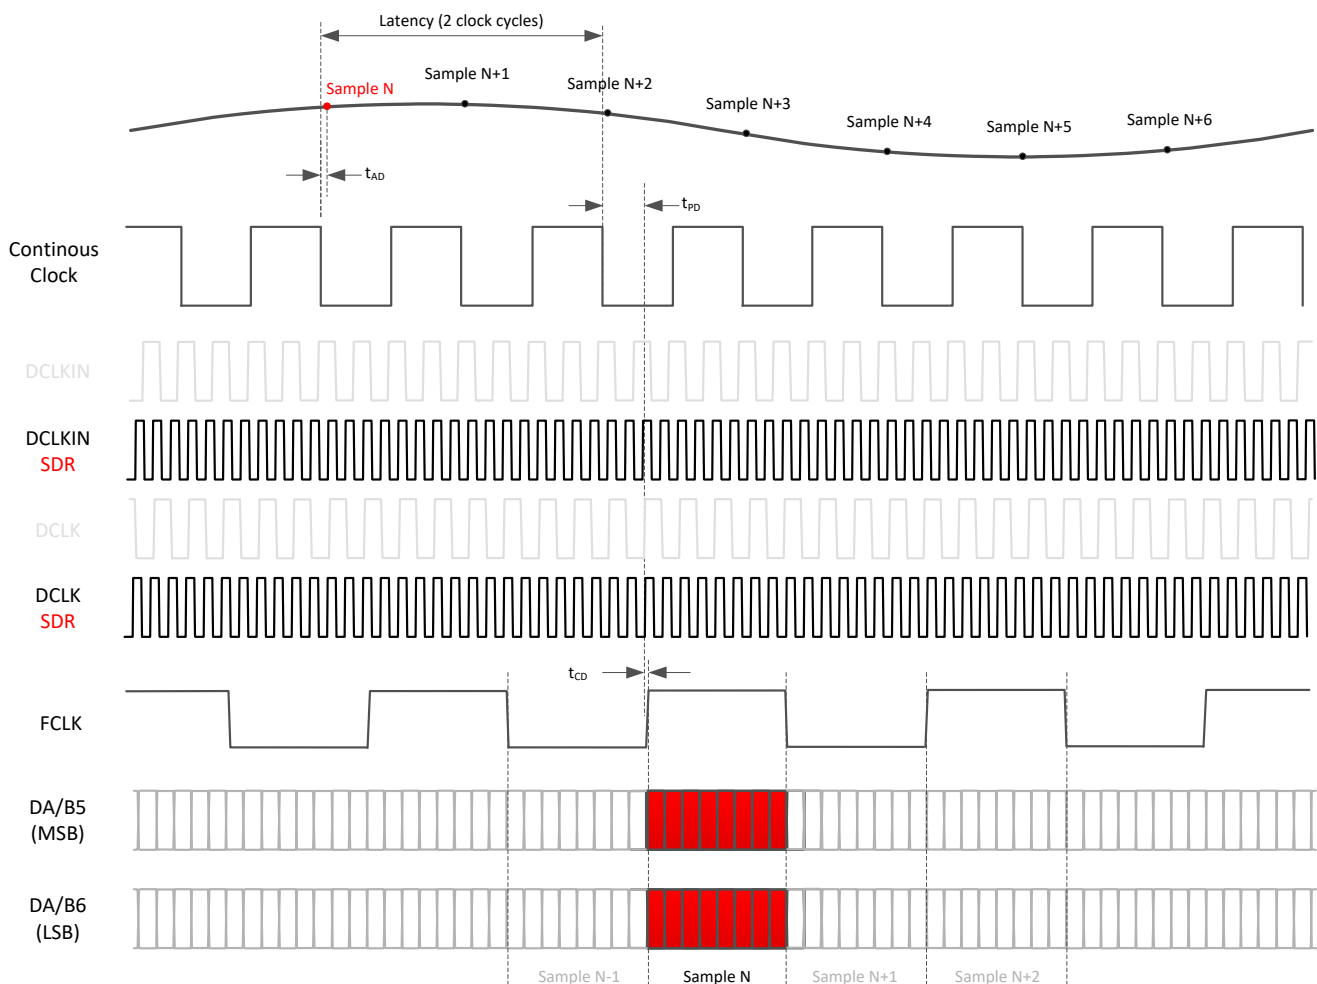 Latency (2 clock cycles)
Sample N
Sample N+1
Sample N+2
Sample N+3
Sample N+4
Sample N+5
Sample N+6
tAD
tPD
Continous
Clock
DCLKIN
DCLKIN
SDR
DCLK
DCLK
SDR
tCD
FCLK
DA/B5
(MSB)
DA/B6
(LSB)
Sample N-1
Sample N
Sample N+1
Sample N+2